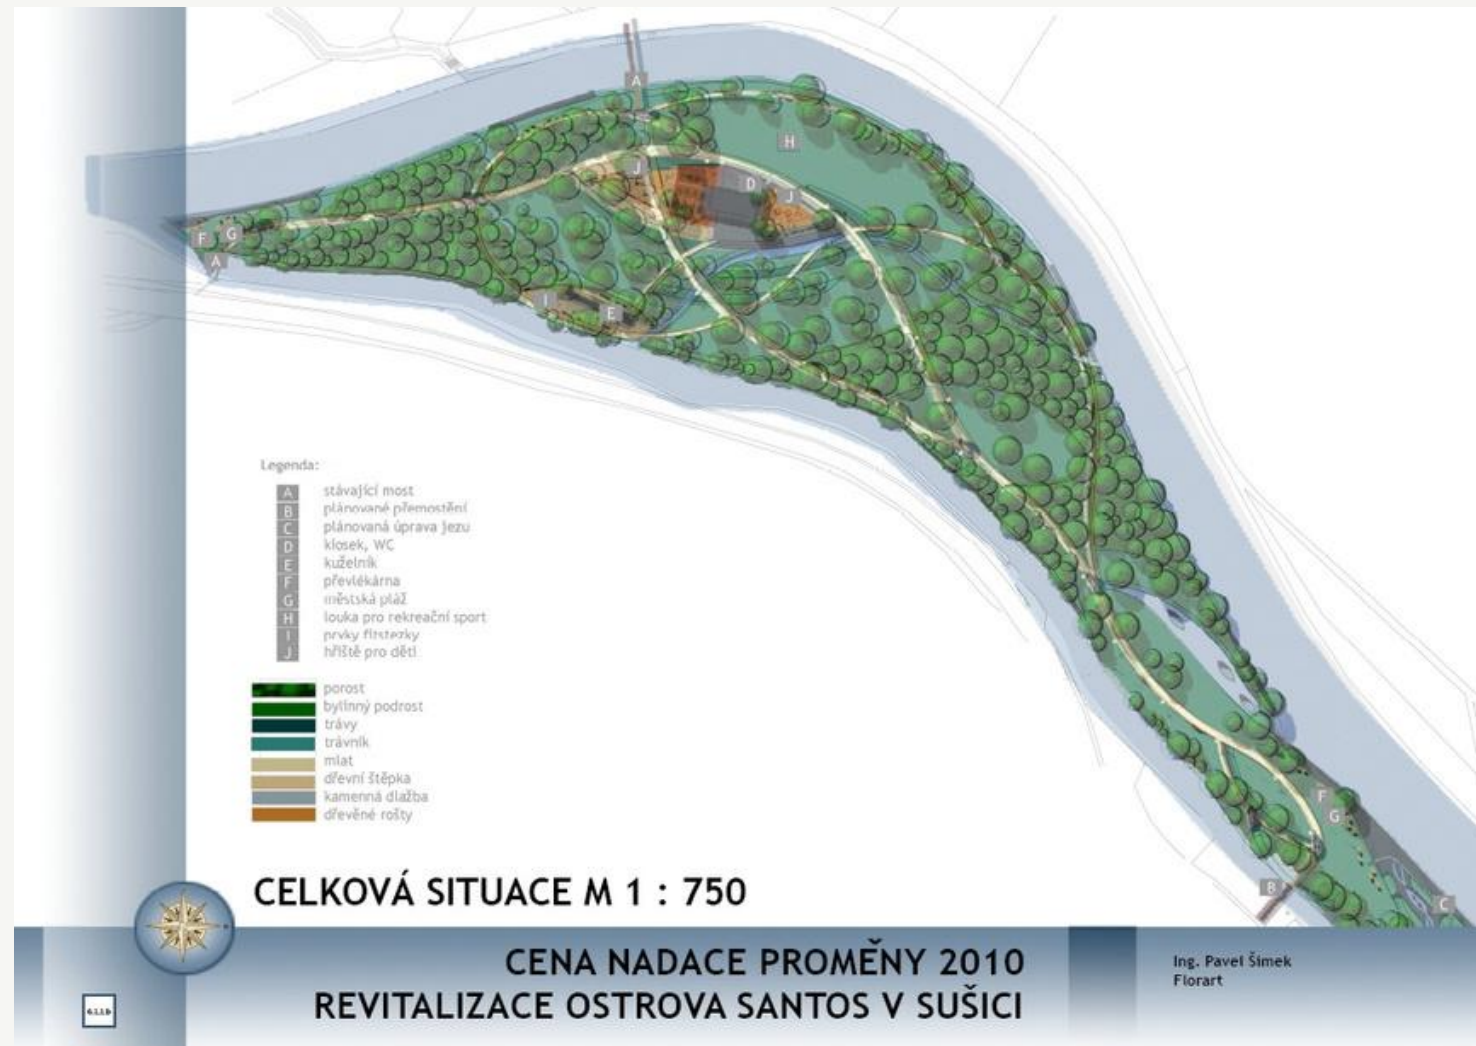 A
H
J
D
J
F
G
A
I
E
Legenda:
A stávající most
B plánované přemostění
C plánovaná úprava jezu
D kiosek, WC
E kuželník
F převlékárna
G městská pláž
H louka pro rekreační sport
I prvky fitstezky
J hřiště pro děti
porost
bylinný podrost
trávy
trávník
mlat
dřevní štěpka
kamenná dlažba
dřevěné rošty
F
G
B
C
CELKOVÁ SITUACE M 1 : 750
CENA NADACE PROMĚNY 2010
REVITALIZACE OSTROVA SANTOS V SUŠICI
Ing. Pavel Šimek
Florart